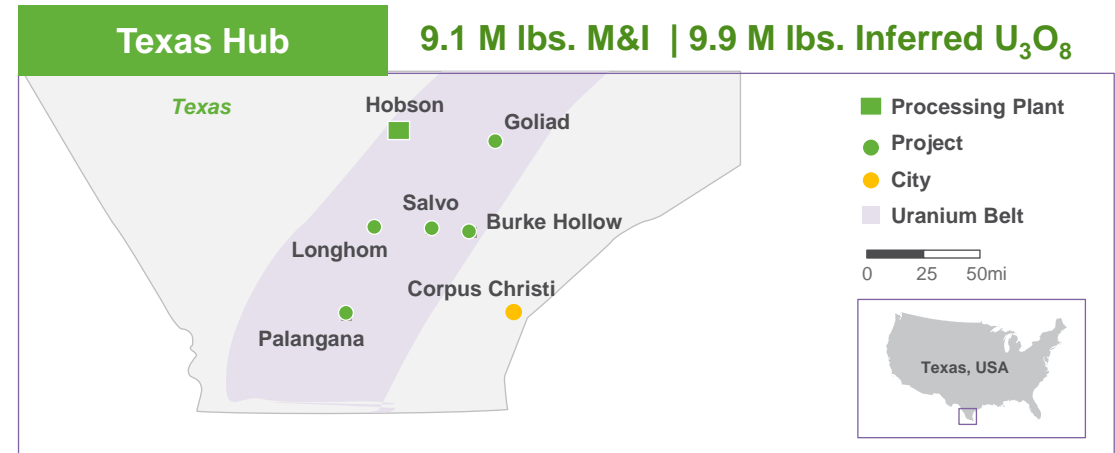 Texas Hub
9.1 M lbs. M&I | 9.9 M lbs. Inferred U₃O₈
Texas
Hobson
Goliad
Salvo
Burke Hollow
Longhom
Corpus Christi
Palangana
Processing Plant
Project
City
Uranium Belt
0 25 50mi
Texas, USA